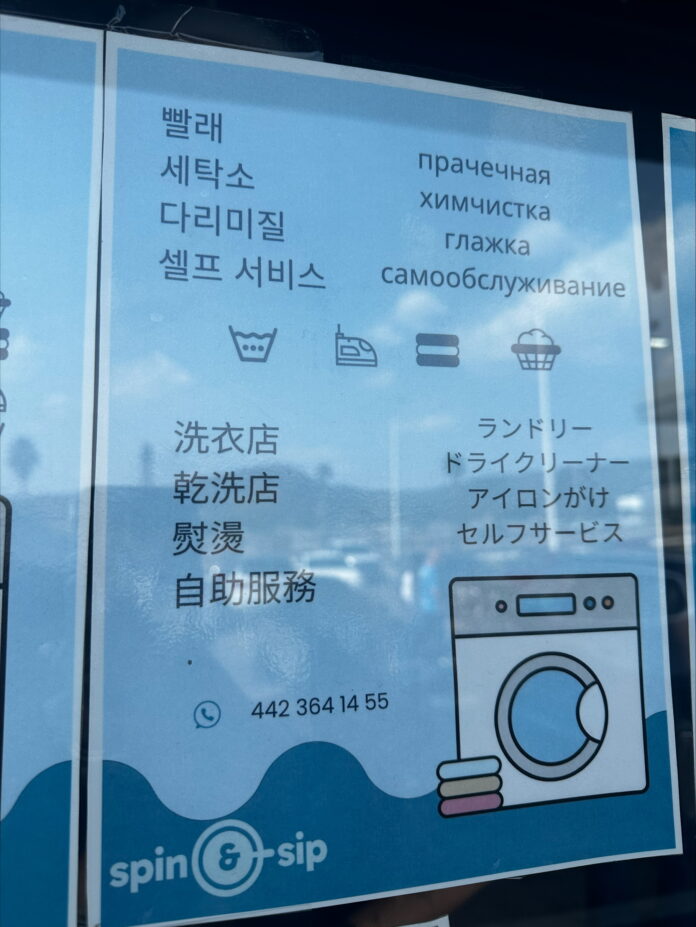 빨래
세탁소
다리미질
셀프 서비스
прачечная
химчистка
глажка
самообслуживание
洗衣店
乾洗店
熨燙
自助服務
ランドリー
ドライクリーナー
アイロンがけ
セルフサービス
442 364 14 55
spin & sip